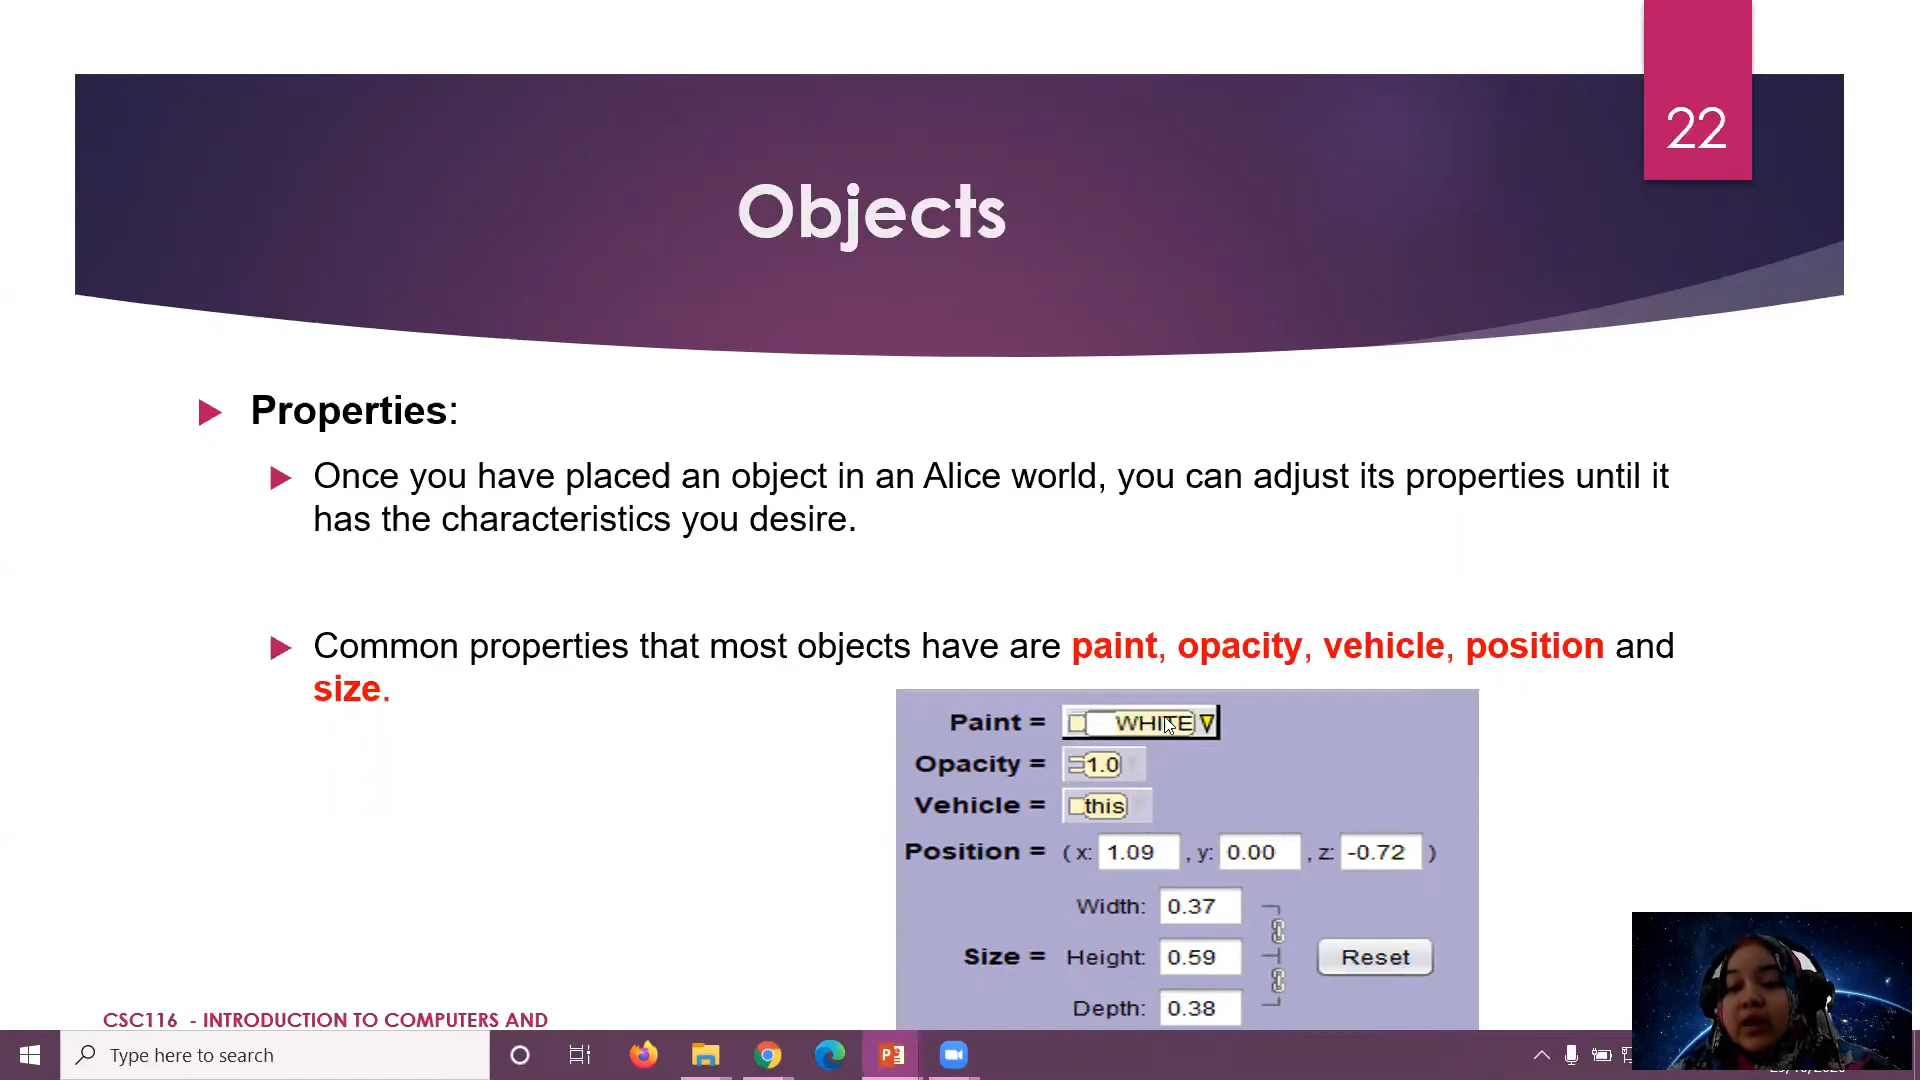 22
Objects
Properties:
Once you have placed an object in an Alice world, you can adjust its properties until it
has the characteristics you desire.
Common properties that most objects have are paint, opacity, vehicle, position and
size.
Paint = WHITE
Opacity = 1.0
Vehicle = this
Position = ( x: 1.09 , y: 0.00 , z: -0.72 )
Width: 0.37
Size = Height: 0.59 Reset
Depth: 0.38
CSC116 - INTRODUCTION TO COMPUTERS AND
Type here to search